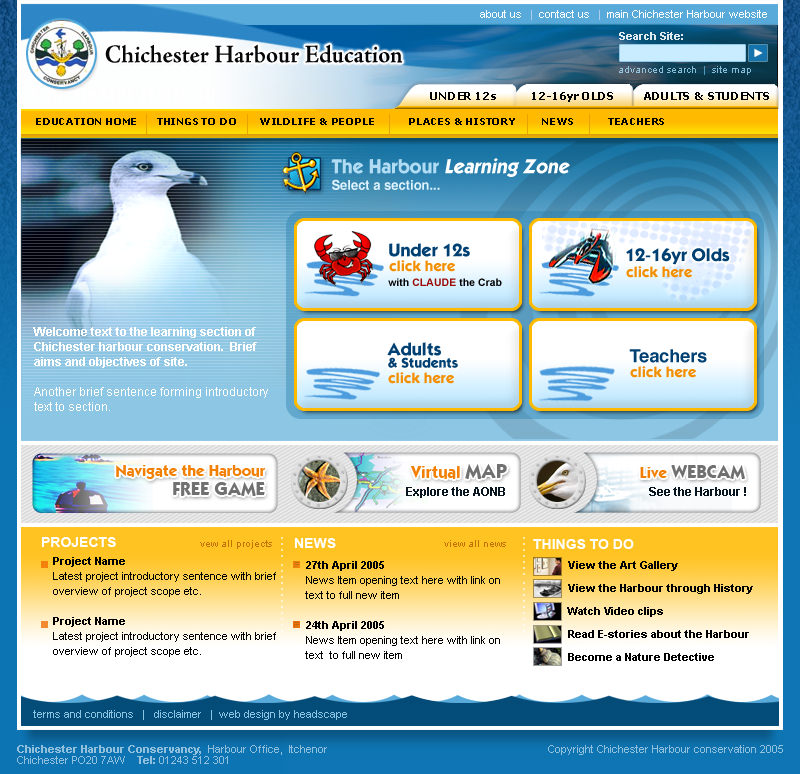 about us | contact us | main Chichester Harbour website
CHICHESTER HARBOUR
CONSERVANCY
Chichester Harbour Education
Search Site:
advanced search | site map
UNDER 12s
12-16yr OLDS
ADULTS & STUDENTS
EDUCATION HOME
THINGS TO DO
WILDLIFE & PEOPLE
PLACES & HISTORY
NEWS
TEACHERS
The Harbour Learning Zone
Select a section...
Under 12s
click here
with CLAUDE the Crab
12-16yr Olds
click here
Adults
& Students
click here
Teachers
click here
Welcome text to the learning section of
Chichester harbour conservation. Brief
aims and objectives of site.
Another brief sentence forming introductory
text to section.
Navigate the Harbour
FREE GAME
Virtual MAP
Explore the AONB
Live WEBCAM
See the Harbour !
PROJECTS
vew all projects
Project Name
Latest project introductory sentence with brief
overview of project scope etc.
Project Name
Latest project introductory sentence with brief
overview of project scope etc.
NEWS
view all news
27th April 2005
News Item opening text here with link on
text to full new item
24th April 2005
News Item opening text here with link on
text to full new item
THINGS TO DO
View the Art Gallery
View the Harbour through History
Watch Video clips
Read E-stories about the Harbour
Become a Nature Detective
terms and conditions | disclaimer | web design by headscape
Chichester Harbour Conservancy, Harbour Office, Itchenor
Chichester PO20 7AW Tel: 01243 512 301
Copyright Chichester Harbour conservation 2005